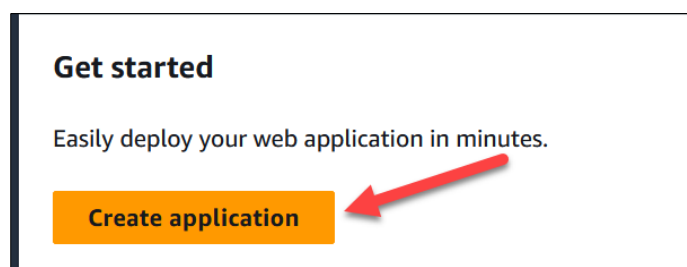 Get started
Easily deploy your web application in minutes.
Create application